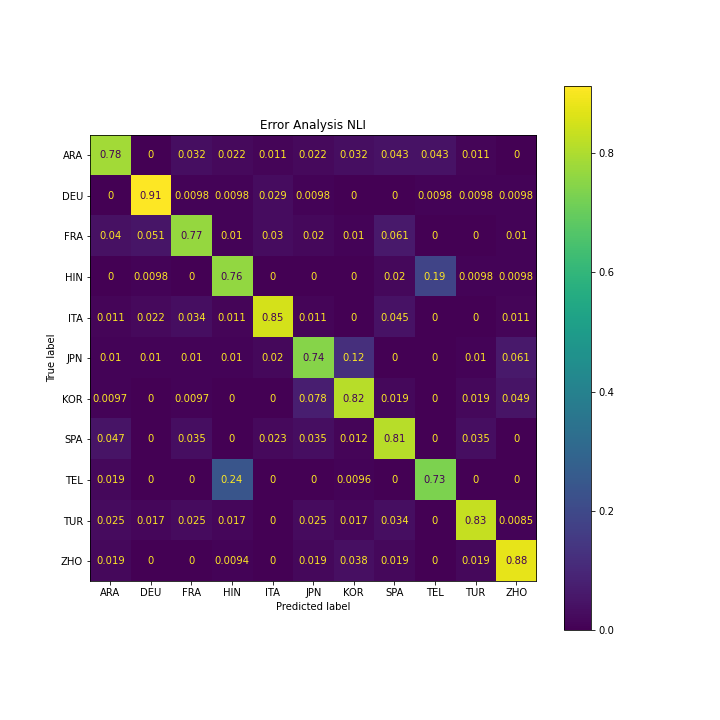 Error Analysis NLI
ARA 0.78 0 0.032 0.022 0.011 0.022 0.032 0.043 0.043 0.011 0
DEU 0 0.91 0.0098 0.0098 0.029 0.0098 0 0 0.0098 0.0098 0.0098
FRA 0.04 0.051 0.77 0.01 0.03 0.02 0.01 0.061 0 0 0.01
HIN 0 0.0098 0 0.76 0 0 0 0.02 0.19 0.0098 0.0098
ITA 0.011 0.022 0.034 0.011 0.85 0.011 0 0.045 0 0 0.011
JPN 0.01 0.01 0.01 0.01 0.02 0.74 0.12 0 0 0.01 0.061
KOR 0.0097 0 0.0097 0 0 0.078 0.82 0.019 0 0.019 0.049
SPA 0.047 0 0.035 0 0.023 0.035 0.012 0.81 0 0.035 0
TEL 0.019 0 0 0.24 0 0 0.0096 0 0.73 0 0
TUR 0.025 0.017 0.025 0.017 0 0.025 0.017 0.034 0 0.83 0.0085
ZHO 0.019 0 0 0.0094 0 0.019 0.038 0.019 0 0.019 0.88
ARA DEU FRA HIN ITA JPN KOR SPA TEL TUR ZHO
Predicted label
True label
0.8
0.6
0.4
0.2
0.0